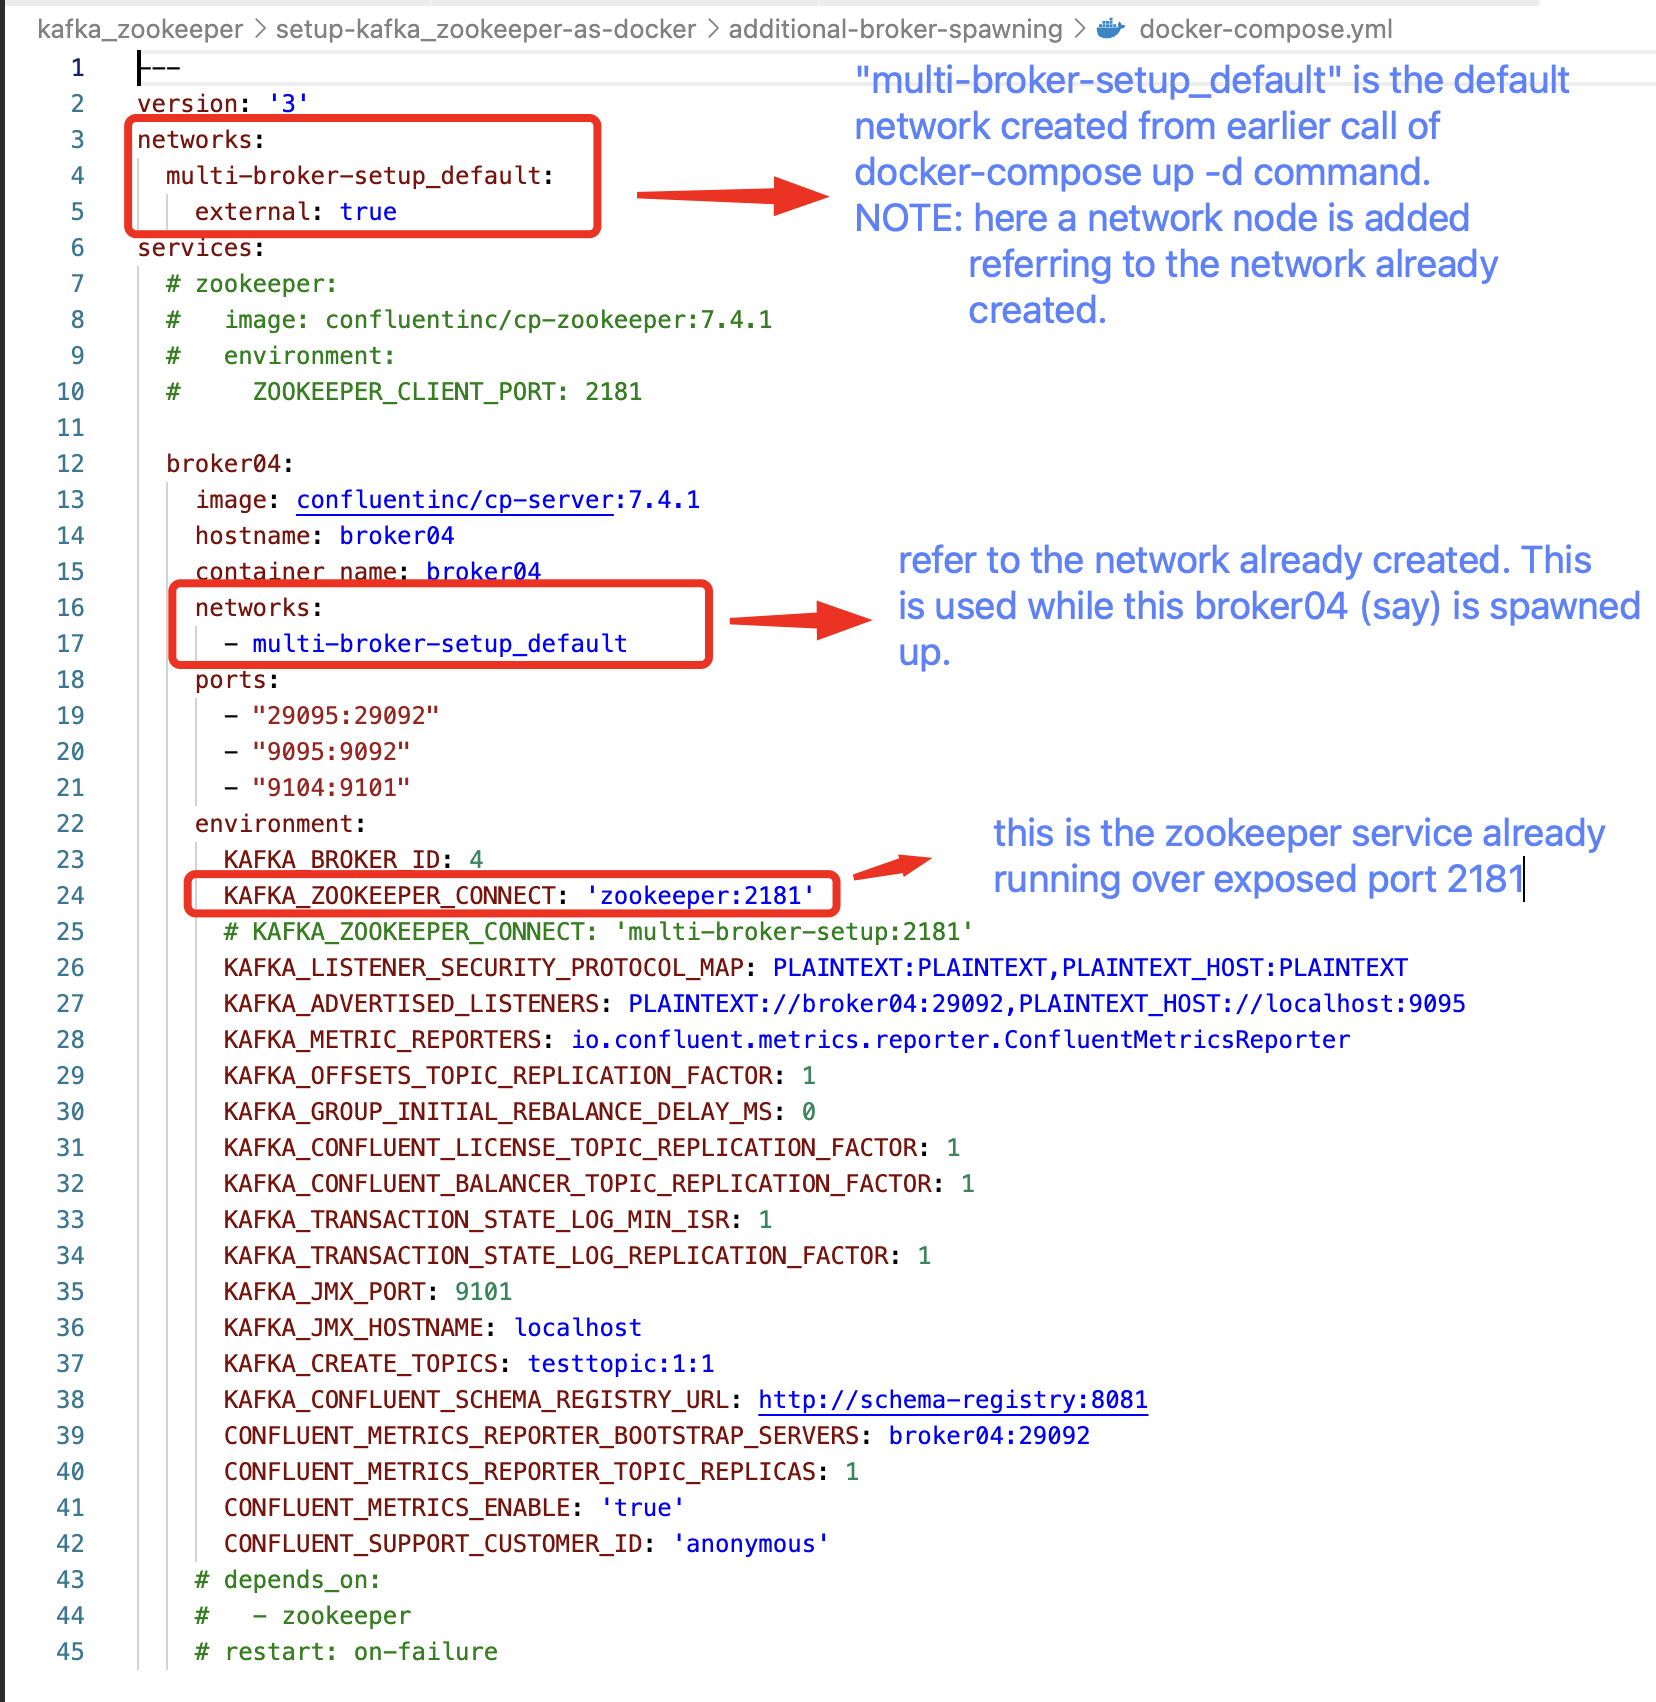 kafka_zookeeper > setup-kafka_zookeeper-as-docker > additional-broker-spawning > docker-compose.yml
1 ---
2 version: '3'
3 networks:
4 multi-broker-setup_default:
5 external: true
"multi-broker-setup_default" is the default
network created from earlier call of
docker-compose up -d command.
NOTE: here a network node is added
referring to the network already
created.
6 services:
7 # zookeeper:
8 #   image: confluentinc/cp-zookeeper:7.4.1
9 #   environment:
10 #     ZOOKEEPER_CLIENT_PORT: 2181
11
12 broker04:
13 image: confluentinc/cp-server:7.4.1
14 hostname: broker04
15 container_name: broker04
16 networks:
17 - multi-broker-setup_default
refer to the network already created. This
is used while this broker04 (say) is spawned
up.
18 ports:
19 - "29095:29092"
20 - "9095:9092"
21 - "9104:9101"
22 environment:
23 KAFKA_BROKER_ID: 4
24 KAFKA_ZOOKEEPER_CONNECT: 'zookeeper:2181'
this is the zookeeper service already
running over exposed port 2181
25 # KAFKA_ZOOKEEPER_CONNECT: 'multi-broker-setup:2181'
26 KAFKA_LISTENER_SECURITY_PROTOCOL_MAP: PLAINTEXT:PLAINTEXT,PLAINTEXT_HOST:PLAINTEXT
27 KAFKA_ADVERTISED_LISTENERS: PLAINTEXT://broker04:29092,PLAINTEXT_HOST://localhost:9095
28 KAFKA_METRIC_REPORTERS: io.confluent.metrics.reporter.ConfluentMetricsReporter
29 KAFKA_OFFSETS_TOPIC_REPLICATION_FACTOR: 1
30 KAFKA_GROUP_INITIAL_REBALANCE_DELAY_MS: 0
31 KAFKA_CONFLUENT_LICENSE_TOPIC_REPLICATION_FACTOR: 1
32 KAFKA_CONFLUENT_BALANCER_TOPIC_REPLICATION_FACTOR: 1
33 KAFKA_TRANSACTION_STATE_LOG_MIN_ISR: 1
34 KAFKA_TRANSACTION_STATE_LOG_REPLICATION_FACTOR: 1
35 KAFKA_JMX_PORT: 9101
36 KAFKA_JMX_HOSTNAME: localhost
37 KAFKA_CREATE_TOPICS: testtopic:1:1
38 KAFKA_CONFLUENT_SCHEMA_REGISTRY_URL: http://schema-registry:8081
39 CONFLUENT_METRICS_REPORTER_BOOTSTRAP_SERVERS: broker04:29092
40 CONFLUENT_METRICS_REPORTER_TOPIC_REPLICAS: 1
41 CONFLUENT_METRICS_ENABLE: 'true'
42 CONFLUENT_SUPPORT_CUSTOMER_ID: 'anonymous'
43 # depends_on:
44 #   - zookeeper
45 # restart: on-failure